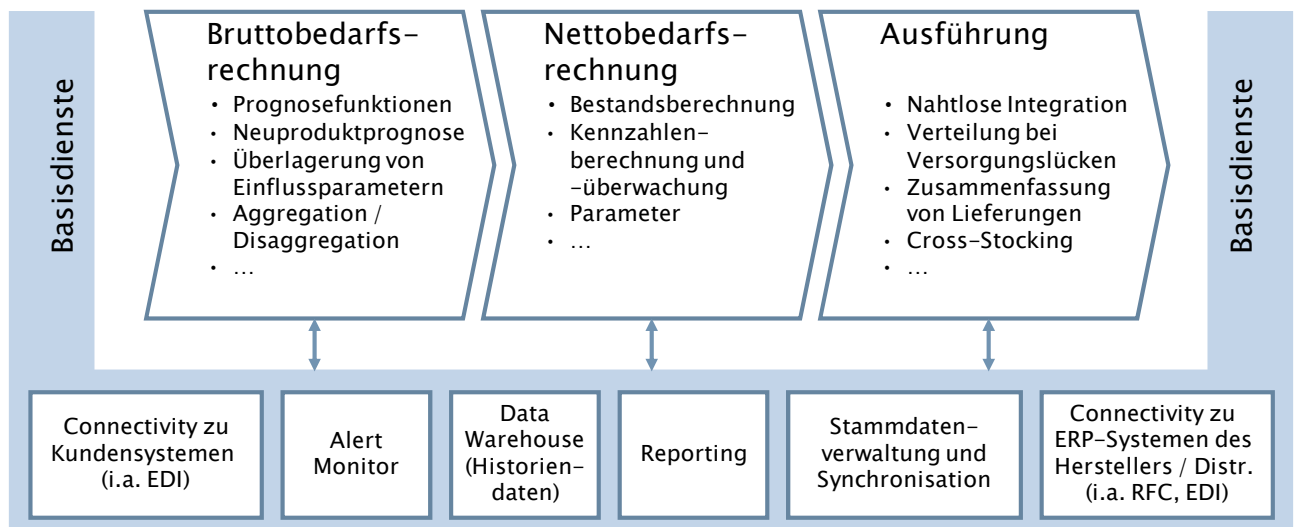 Basisdienste
Bruttobedarfs-
rechnung
• Prognosefunktionen
• Neuproduktprognose
• Überlagerung von
Einflussparametern
• Aggregation /
Disaggregation
• …
Nettobedarfs-
rechnung
• Bestandsberechnung
• Kennzahlen-
berechnung und
-überwachung
• Parameter
• …
Ausführung
• Nahtlose Integration
• Verteilung bei
Versorgungslücken
• Zusammenfassung
von Lieferungen
• Cross-Stocking
• …
Basisdienste
Connectivity zu
Kundensystemen
(i.a. EDI)
Alert
Monitor
Data
Warehouse
(Historien-
daten)
Reporting
Stammdaten-
verwaltung und
Synchronisation
Connectivity zu
ERP-Systemen des
Herstellers / Distr.
(i.a. RFC, EDI)